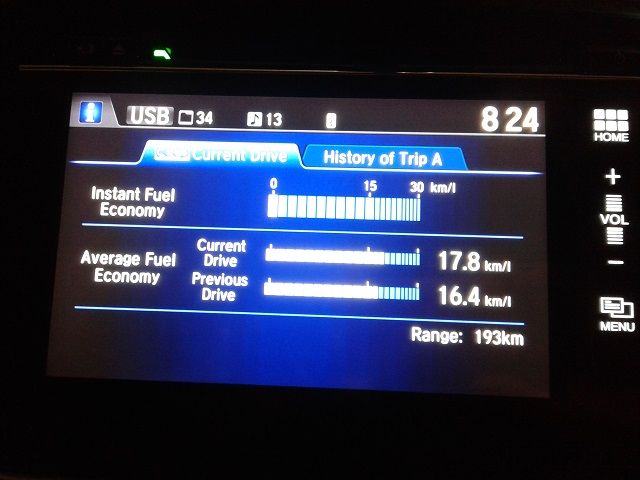 USB 34 13 8 24
Current Drive History of Trip A
HOME
0 15 30 km/l
Instant Fuel
Economy
+
VOL
−
Average Fuel
Economy
Current
Drive
17.8 km/l
Previous
Drive
16.4 km/l
Range: 193km
MENU